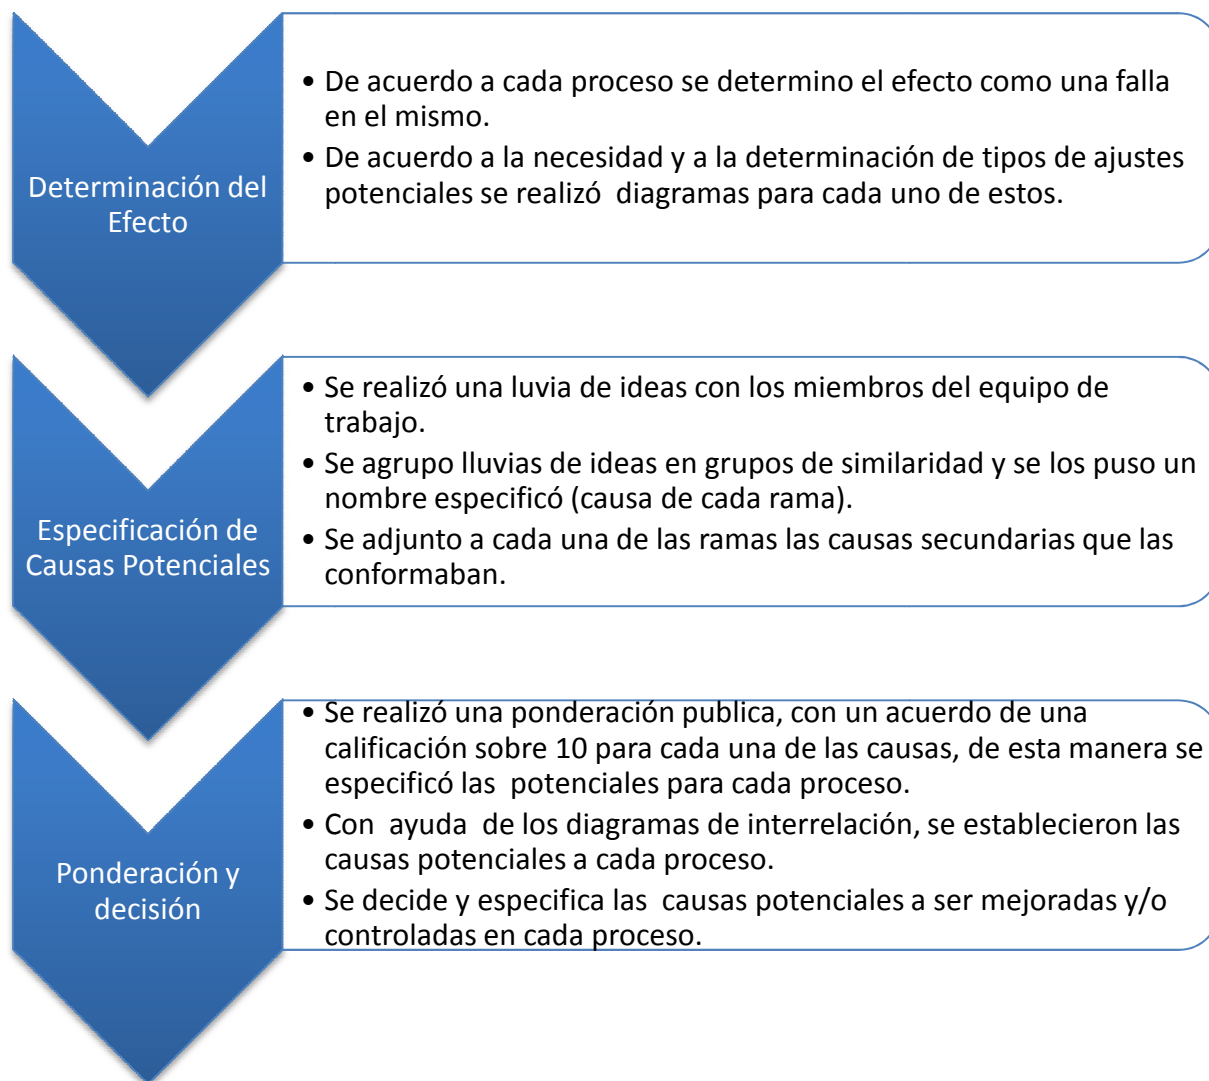 Determinación del
Efecto
• De acuerdo a cada proceso se determino el efecto como una falla
en el mismo.
• De acuerdo a la necesidad y a la determinación de tipos de ajustes
potenciales se realizó diagramas para cada uno de estos.
Especificación de
Causas Potenciales
• Se realizó una luvia de ideas con los miembros del equipo de
trabajo.
• Se agrupo lluvias de ideas en grupos de similaridad y se los puso un
nombre especificó (causa de cada rama).
• Se adjunto a cada una de las ramas las causas secundarias que las
conformaban.
Ponderación y
decisión
• Se realizó una ponderación publica, con un acuerdo de una
calificación sobre 10 para cada una de las causas, de esta manera se
especificó las potenciales para cada proceso.
• Con ayuda de los diagramas de interrelación, se establecieron las
causas potenciales a cada proceso.
• Se decide y especifica las causas potenciales a ser mejoradas y/o
controladas en cada proceso.